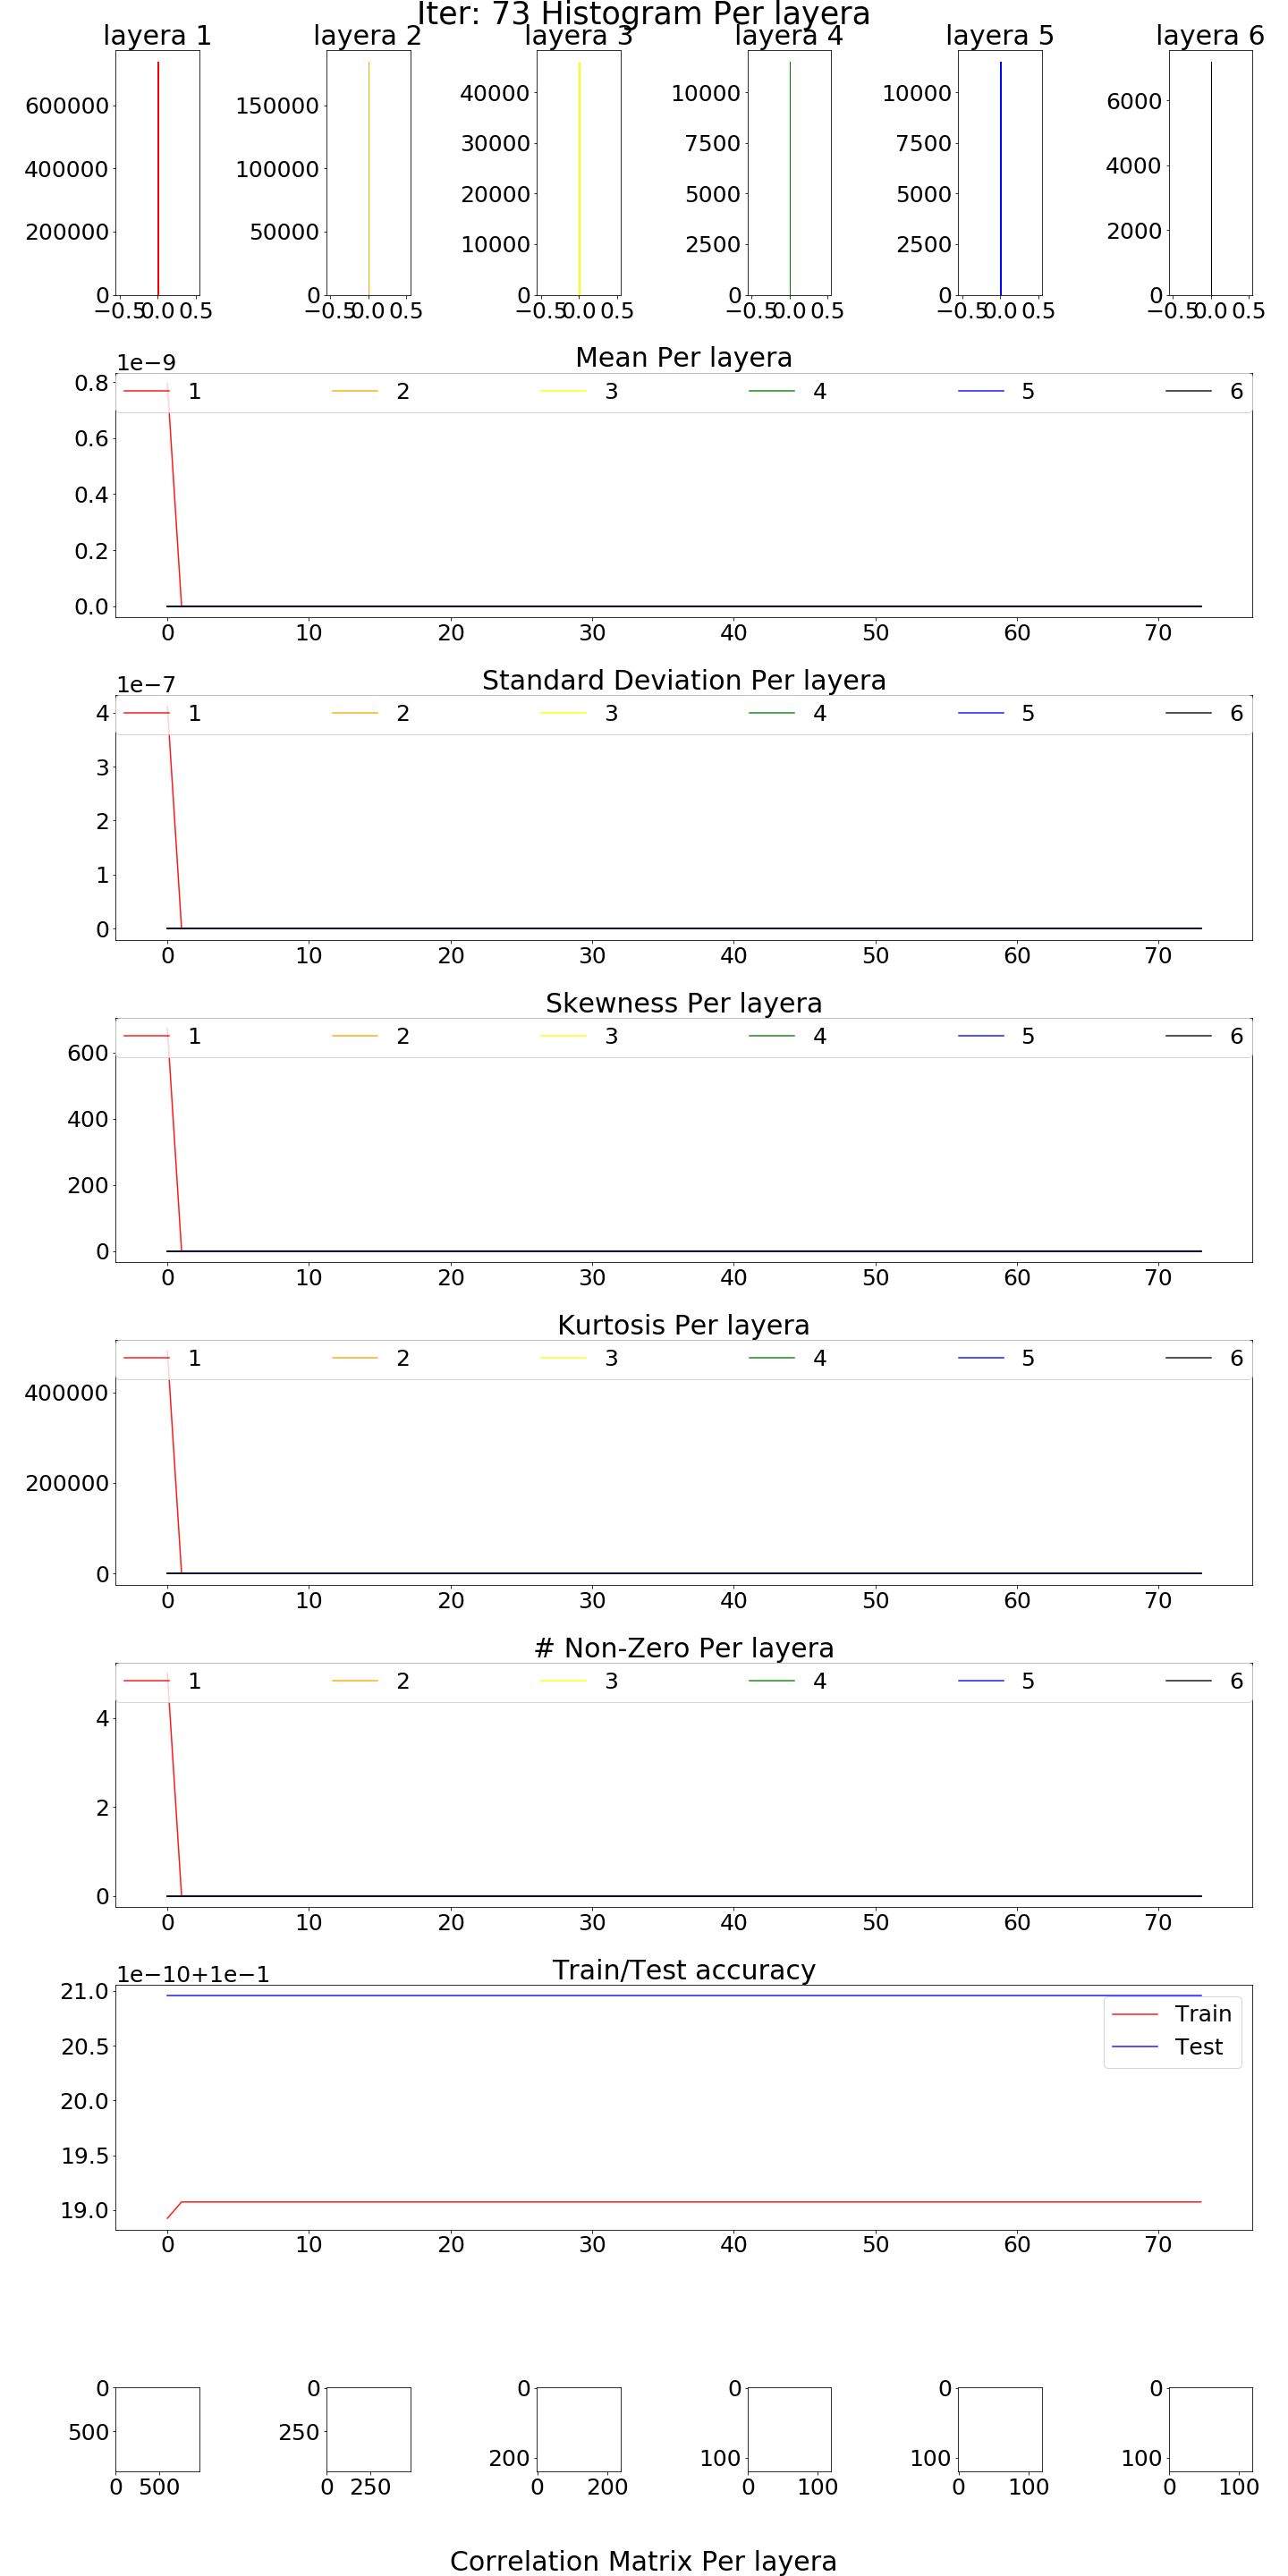 Iter: 73 Histogram Per layera
layera 1 layera 2 layera 3 layera 4 layera 5 layera 6
600000 150000 40000 10000 10000 6000
400000 100000 30000 7500 7500 4000
200000 50000 20000 5000 5000 2000
10000 2500 2500
0 0 0 0 0 0
−0.5 0.0 0.5 −0.5 0.0 0.5 −0.5 0.0 0.5 −0.5 0.0 0.5 −0.5 0.0 0.5 −0.5 0.0 0.5
1e−9 Mean Per layera
1 2 3 4 5 6
0.8
0.6
0.4
0.2
0.0
0 10 20 30 40 50 60 70
1e−7 Standard Deviation Per layera
1 2 3 4 5 6
4
3
2
1
0
0 10 20 30 40 50 60 70
Skewness Per layera
1 2 3 4 5 6
600
400
200
0
0 10 20 30 40 50 60 70
Kurtosis Per layera
1 2 3 4 5 6
400000
200000
0
0 10 20 30 40 50 60 70
# Non-Zero Per layera
1 2 3 4 5 6
4
2
0
0 10 20 30 40 50 60 70
1e−10+1e−1 Train/Test accuracy
21.0
Train
20.5
Test
20.0
19.5
19.0
0 10 20 30 40 50 60 70
0 0 0 0 0 0
500 250 200 100 100 100
0 500 0 250 0 200 0 100 0 100 0 100
Correlation Matrix Per layera